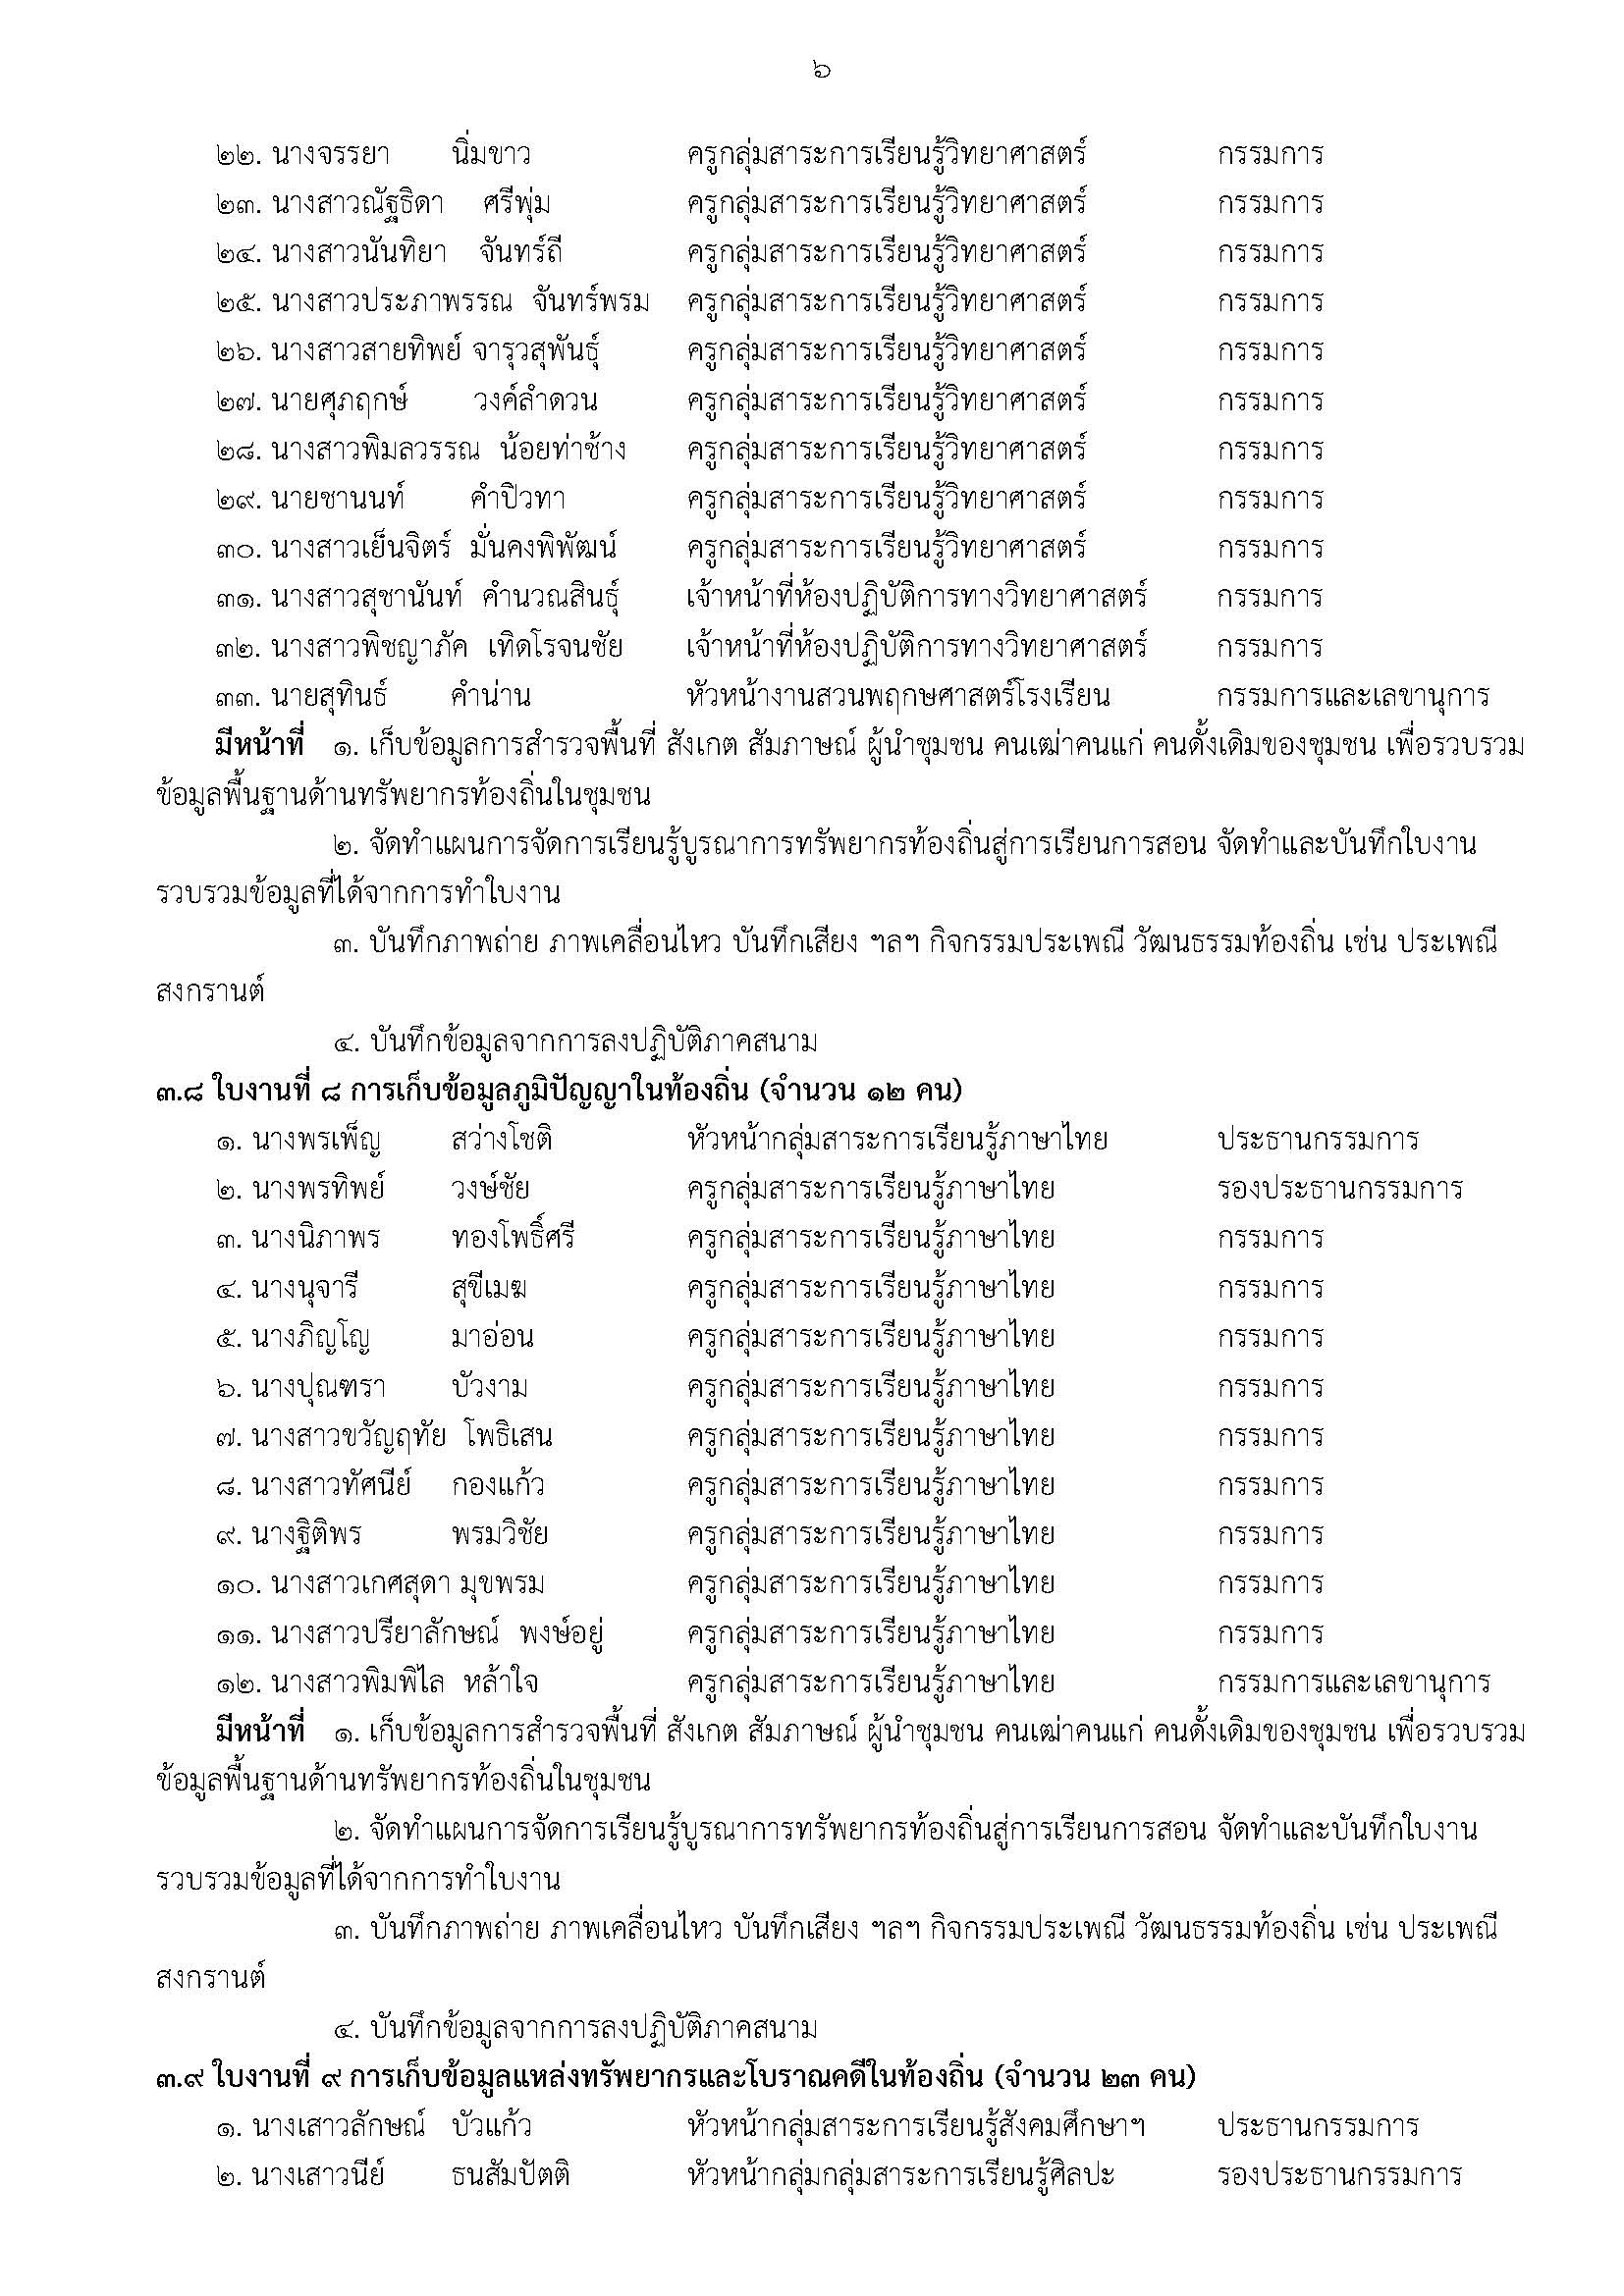 ๖
๒๒. นางจรรยา นิ่มขาว ครูกลุ่มสาระการเรียนรู้วิทยาศาสตร์ กรรมการ
๒๓. นางสาวณัฐธิดา ศรีพุ่ม ครูกลุ่มสาระการเรียนรู้วิทยาศาสตร์ กรรมการ
๒๔. นางสาวนันทิยา จันทร์ถี ครูกลุ่มสาระการเรียนรู้วิทยาศาสตร์ กรรมการ
๒๕. นางสาวประภาพรรณ จันทร์พรม ครูกลุ่มสาระการเรียนรู้วิทยาศาสตร์ กรรมการ
๒๖. นางสาวสายทิพย์ จารุวสุพันธุ์ ครูกลุ่มสาระการเรียนรู้วิทยาศาสตร์ กรรมการ
๒๗. นายศุภฤกษ์ วงค์ลำดวน ครูกลุ่มสาระการเรียนรู้วิทยาศาสตร์ กรรมการ
๒๘. นางสาวพิมลวรรณ น้อยท่าช้าง ครูกลุ่มสาระการเรียนรู้วิทยาศาสตร์ กรรมการ
๒๙. นายชานนท์ คำปิวทา ครูกลุ่มสาระการเรียนรู้วิทยาศาสตร์ กรรมการ
๓๐. นางสาวเย็นจิตร์ มั่นคงพิพัฒน์ ครูกลุ่มสาระการเรียนรู้วิทยาศาสตร์ กรรมการ
๓๑. นางสาวสุชานันท์ คำนวณสินธุ์ เจ้าหน้าที่ห้องปฏิบัติการทางวิทยาศาสตร์ กรรมการ
๓๒. นางสาวพิชญาภัค เทิดโรจนชัย เจ้าหน้าที่ห้องปฏิบัติการทางวิทยาศาสตร์ กรรมการ
๓๓. นายสุทินธ์ คำน่าน หัวหน้างานสวนพฤกษศาสตร์โรงเรียน กรรมการและเลขานุการ
มีหน้าที่ ๑. เก็บข้อมูลการสำรวจพื้นที่ สังเกต สัมภาษณ์ ผู้นำชุมชน คนเฒ่าคนแก่ คนดั้งเดิมของชุมชน เพื่อรวบรวม
ข้อมูลพื้นฐานด้านทรัพยากรท้องถิ่นในชุมชน
๒. จัดทำแผนการจัดการเรียนรู้บูรณาการทรัพยากรท้องถิ่นสู่การเรียนการสอน จัดทำและบันทึกใบงาน
รวบรวมข้อมูลที่ได้จากการทำใบงาน
๓. บันทึกภาพถ่าย ภาพเคลื่อนไหว บันทึกเสียง ฯลฯ กิจกรรมประเพณี วัฒนธรรมท้องถิ่น เช่น ประเพณี
สงกรานต์
๔. บันทึกข้อมูลจากการลงปฏิบัติภาคสนาม
๓.๘ ใบงานที่ ๘ การเก็บข้อมูลภูมิปัญญาในท้องถิ่น (จำนวน ๑๒ คน)
๑. นางพรเพ็ญ สว่างโชติ หัวหน้ากลุ่มสาระการเรียนรู้ภาษาไทย ประธานกรรมการ
๒. นางพรทิพย์ วงษ์ชัย ครูกลุ่มสาระการเรียนรู้ภาษาไทย รองประธานกรรมการ
๓. นางนิภาพร ทองโพธิ์ศรี ครูกลุ่มสาระการเรียนรู้ภาษาไทย กรรมการ
๔. นางนุจารี สุขีเมฆ ครูกลุ่มสาระการเรียนรู้ภาษาไทย กรรมการ
๕. นางภิญโญ มาอ่อน ครูกลุ่มสาระการเรียนรู้ภาษาไทย กรรมการ
๖. นางปุณฑรา บัวงาม ครูกลุ่มสาระการเรียนรู้ภาษาไทย กรรมการ
๗. นางสาวขวัญฤทัย โพธิเสน ครูกลุ่มสาระการเรียนรู้ภาษาไทย กรรมการ
๘. นางสาวทัศนีย์ กองแก้ว ครูกลุ่มสาระการเรียนรู้ภาษาไทย กรรมการ
๙. นางฐิติพร พรมวิชัย ครูกลุ่มสาระการเรียนรู้ภาษาไทย กรรมการ
๑๐. นางสาวเกศสุดา มุขพรม ครูกลุ่มสาระการเรียนรู้ภาษาไทย กรรมการ
๑๑. นางสาวปรียาลักษณ์ พงษ์อยู่ ครูกลุ่มสาระการเรียนรู้ภาษาไทย กรรมการ
๑๒. นางสาวพิมพิไล หล้าใจ ครูกลุ่มสาระการเรียนรู้ภาษาไทย กรรมการและเลขานุการ
มีหน้าที่ ๑. เก็บข้อมูลการสำรวจพื้นที่ สังเกต สัมภาษณ์ ผู้นำชุมชน คนเฒ่าคนแก่ คนดั้งเดิมของชุมชน เพื่อรวบรวม
ข้อมูลพื้นฐานด้านทรัพยากรท้องถิ่นในชุมชน
๒. จัดทำแผนการจัดการเรียนรู้บูรณาการทรัพยากรท้องถิ่นสู่การเรียนการสอน จัดทำและบันทึกใบงาน
รวบรวมข้อมูลที่ได้จากการทำใบงาน
๓. บันทึกภาพถ่าย ภาพเคลื่อนไหว บันทึกเสียง ฯลฯ กิจกรรมประเพณี วัฒนธรรมท้องถิ่น เช่น ประเพณี
สงกรานต์
๔. บันทึกข้อมูลจากการลงปฏิบัติภาคสนาม
๓.๙ ใบงานที่ ๙ การเก็บข้อมูลแหล่งทรัพยากรและโบราณคดีในท้องถิ่น (จำนวน ๒๓ คน)
๑. นางเสาวลักษณ์ บัวแก้ว หัวหน้ากลุ่มสาระการเรียนรู้สังคมศึกษาฯ ประธานกรรมการ
๒. นางเสาวนีย์ ธนสัมปัตติ หัวหน้ากลุ่มกลุ่มสาระการเรียนรู้ศิลปะ รองประธานกรรมการ